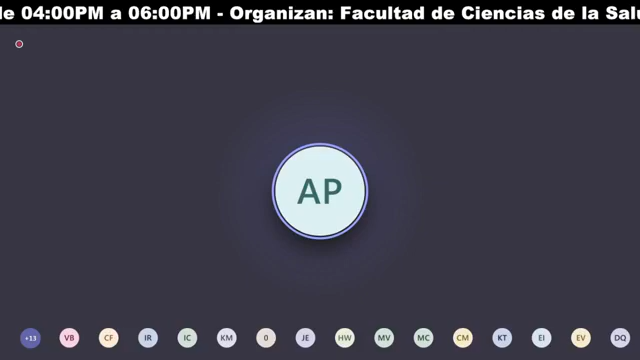 de 04:00PM a 06:00PM - Organizan: Facultad de Ciencias de la Salu
AP
+13 VB CF IR IC KM 0 JE HW MV MC CM KT EI EV DQ